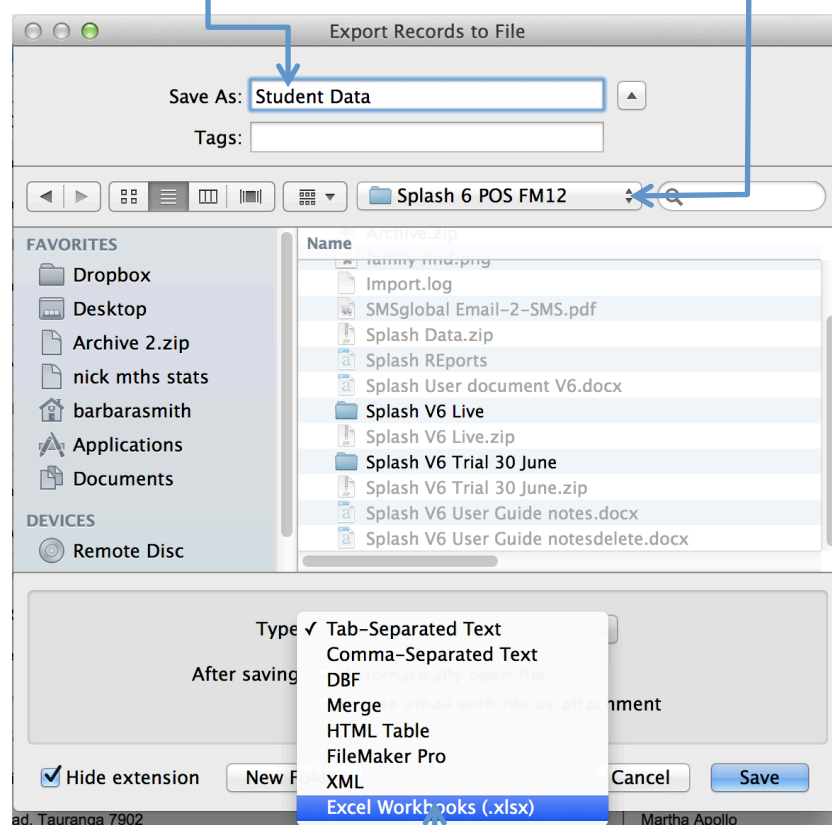 Export Records to File
Save As: Student Data
Tags:
Splash 6 POS FM12
FAVORITES
Dropbox
Desktop
Archive 2.zip
nick mths stats
barbarasmith
Applications
Documents
DEVICES
Remote Disc
Name
Archive.zip
family find.png
Import.log
SMSglobal Email-2-SMS.pdf
Splash Data.zip
Splash REports
Splash User document V6.docx
Splash V6 Live
Splash V6 Live.zip
Splash V6 Trial 30 June
Splash V6 Trial 30 June.zip
Splash V6 User Guide notes.docx
Splash V6 User Guide notesdelete.docx
Type ✓ Tab-Separated Text
Comma-Separated Text
After saving
DBF
Merge
HTML Table
FileMaker Pro
XML
Excel Workbooks (.xlsx)
Hide extension
New
Cancel
Save
ad, Tauranga 7902
Martha Apollo